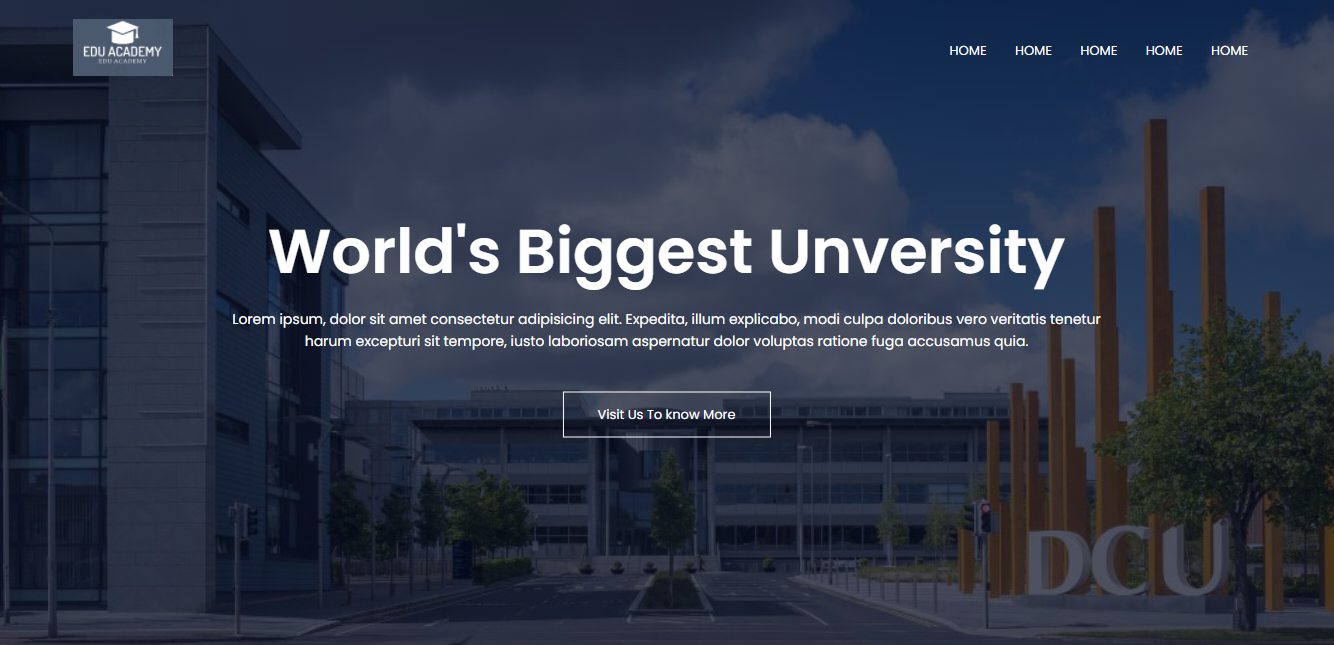 EDU ACADEMY
EDU ACADEMY
HOME HOME HOME HOME HOME
World's Biggest Unversity
Lorem ipsum, dolor sit amet consectetur adipisicing elit. Expedita, illum explicabo, modi culpa doloribus vero veritatis tenetur
harum excepturi sit tempore, iusto laboriosam aspernatur dolor voluptas ratione fuga accusamus quia.
Visit Us To know More
DCU